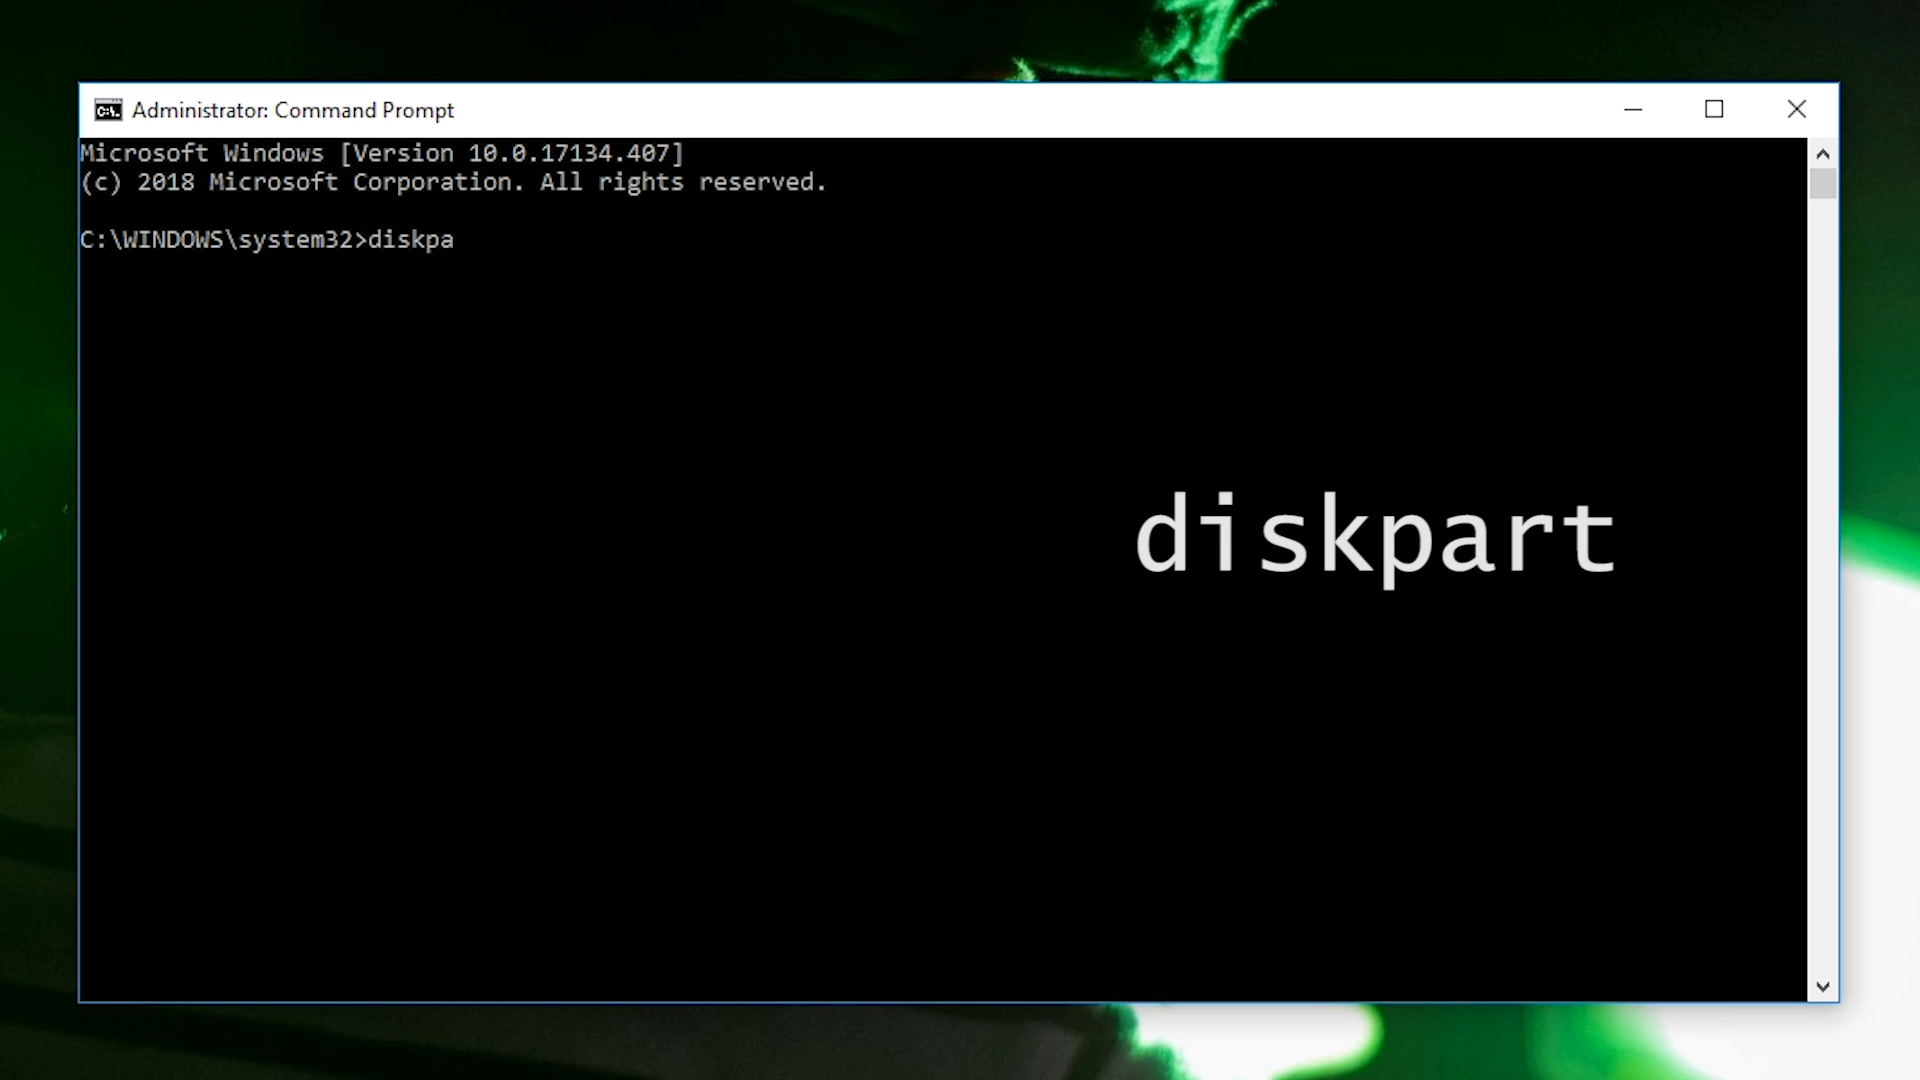 Administrator: Command Prompt
Microsoft Windows [Version 10.0.17134.407]
(c) 2018 Microsoft Corporation. All rights reserved.
C:\WINDOWS\system32>diskpa
diskpart